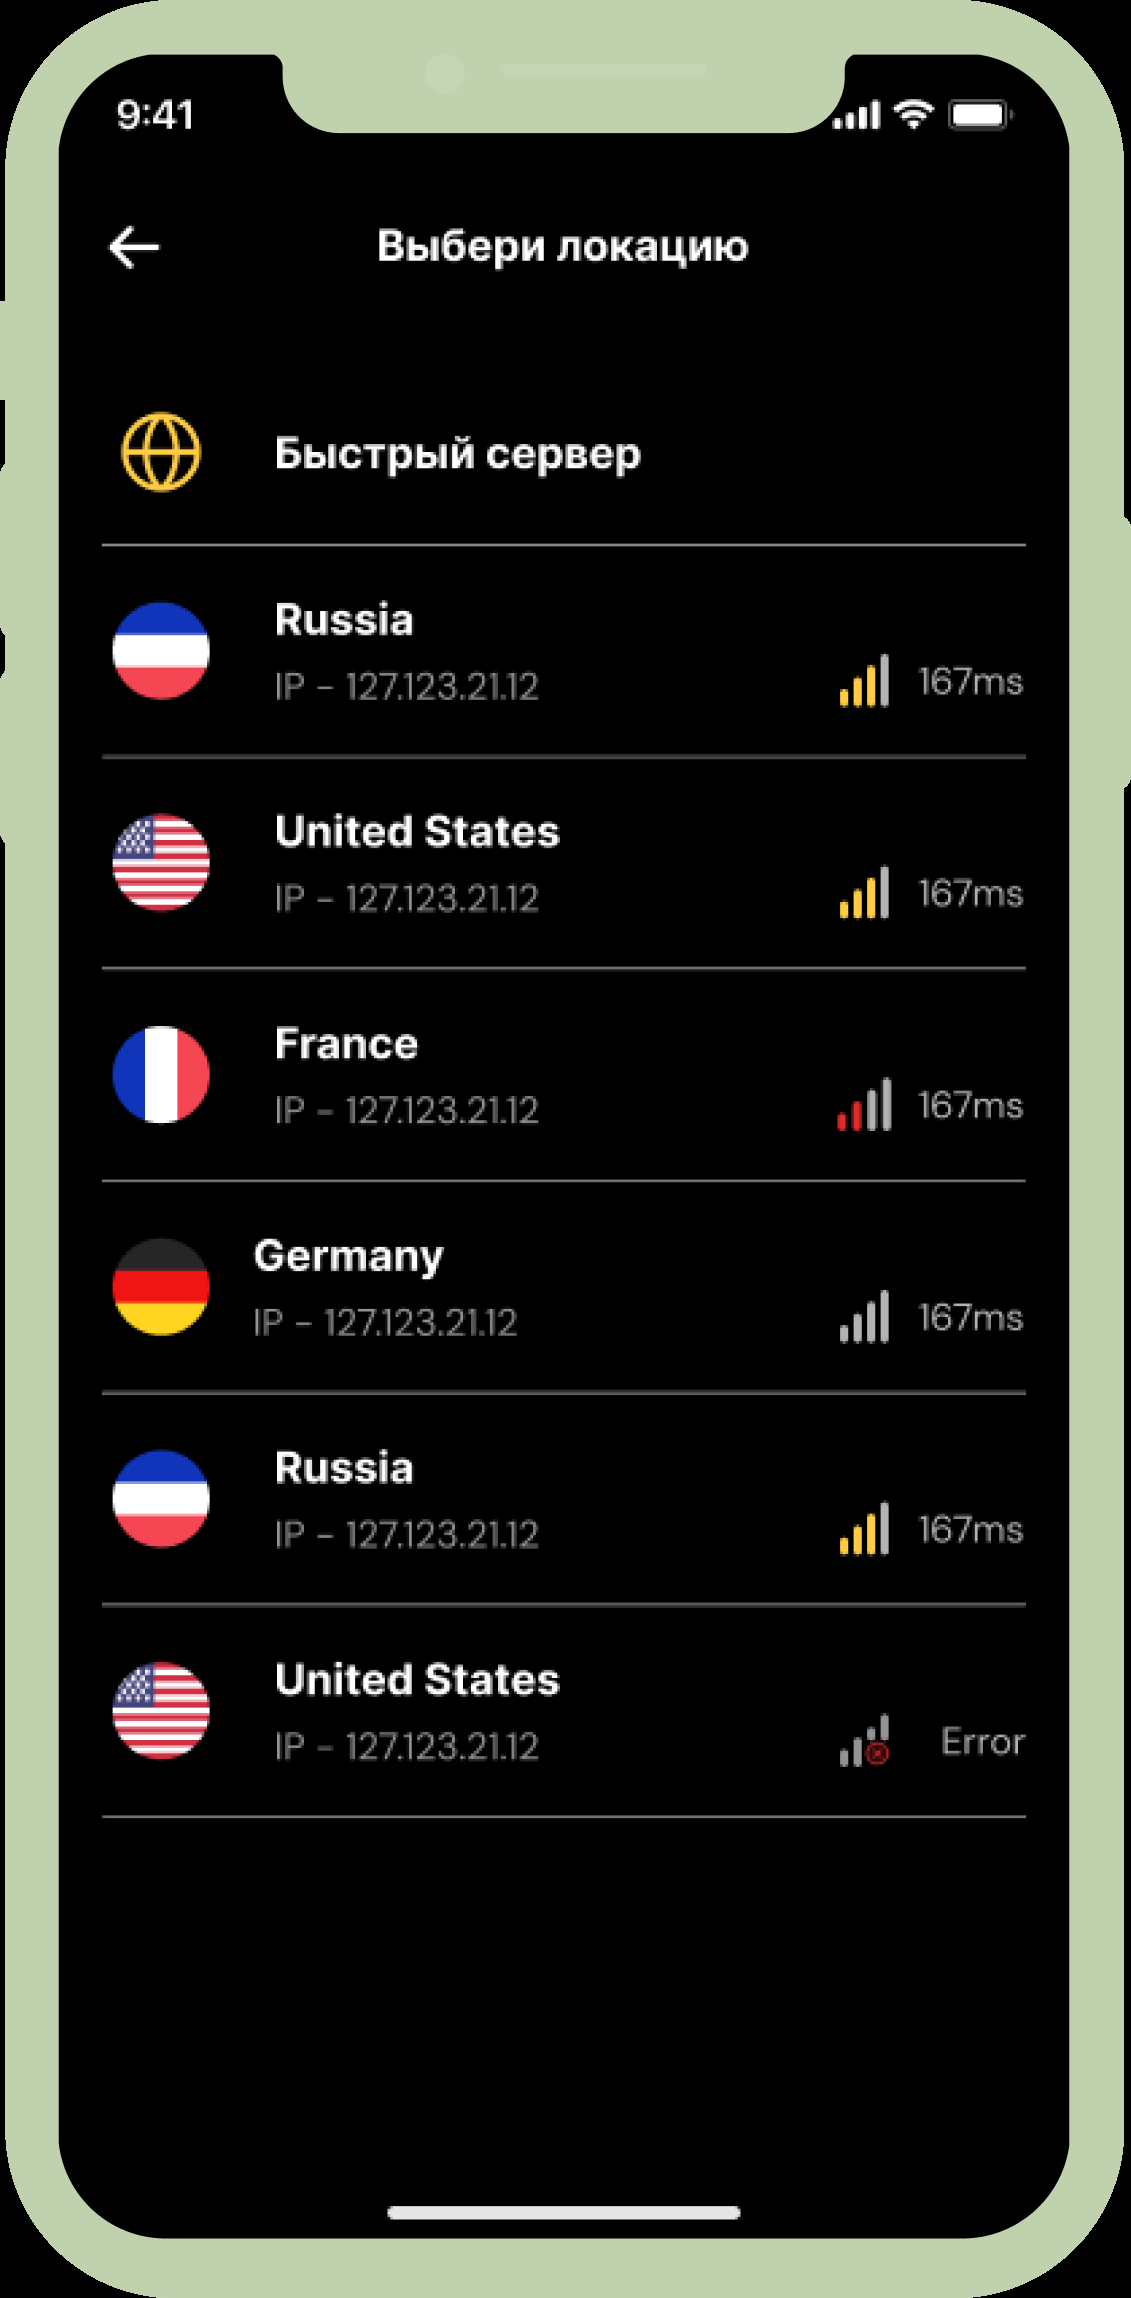 9:41
Выбери локацию
Быстрый сервер
Russia
IP - 127.123.21.12
167ms
United States
IP - 127.123.21.12
167ms
France
IP - 127.123.21.12
167ms
Germany
IP - 127.123.21.12
167ms
Russia
IP - 127.123.21.12
167ms
United States
IP - 127.123.21.12
Error